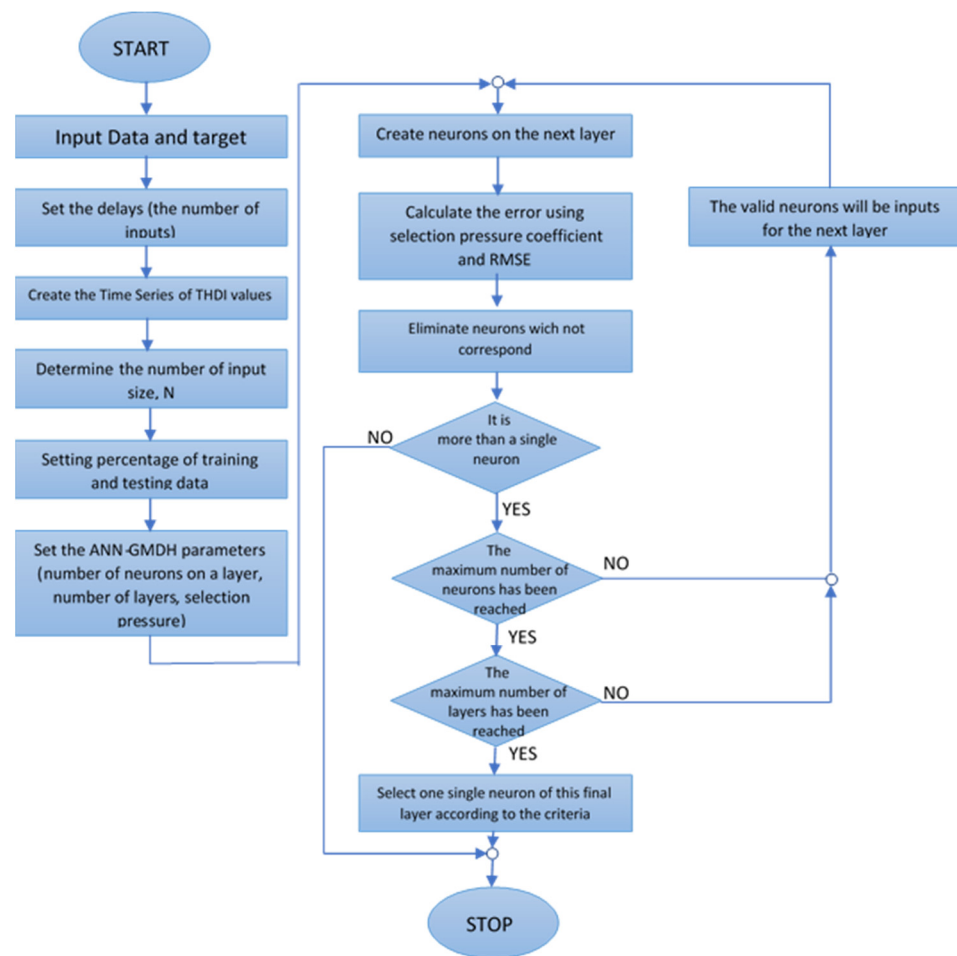 START
Input Data and target
Set the delays (the number of
inputs)
Create the Time Series of THDI values
Determine the number of input
size, N
Setting percentage of training
and testing data
Set the ANN-GMDH parameters
(number of neurons on a layer,
number of layers, selection
pressure)
Create neurons on the next layer
Calculate the error using
selection pressure coefficient
and RMSE
Eliminate neurons wich not
correspond
It is
more than a single
neuron
NO
YES
The
maximum number of
neurons has been
reached
NO
YES
The
maximum number of
layers has been
reached
NO
YES
Select one single neuron of this final
layer according to the criteria
STOP
The valid neurons will be inputs
for the next layer